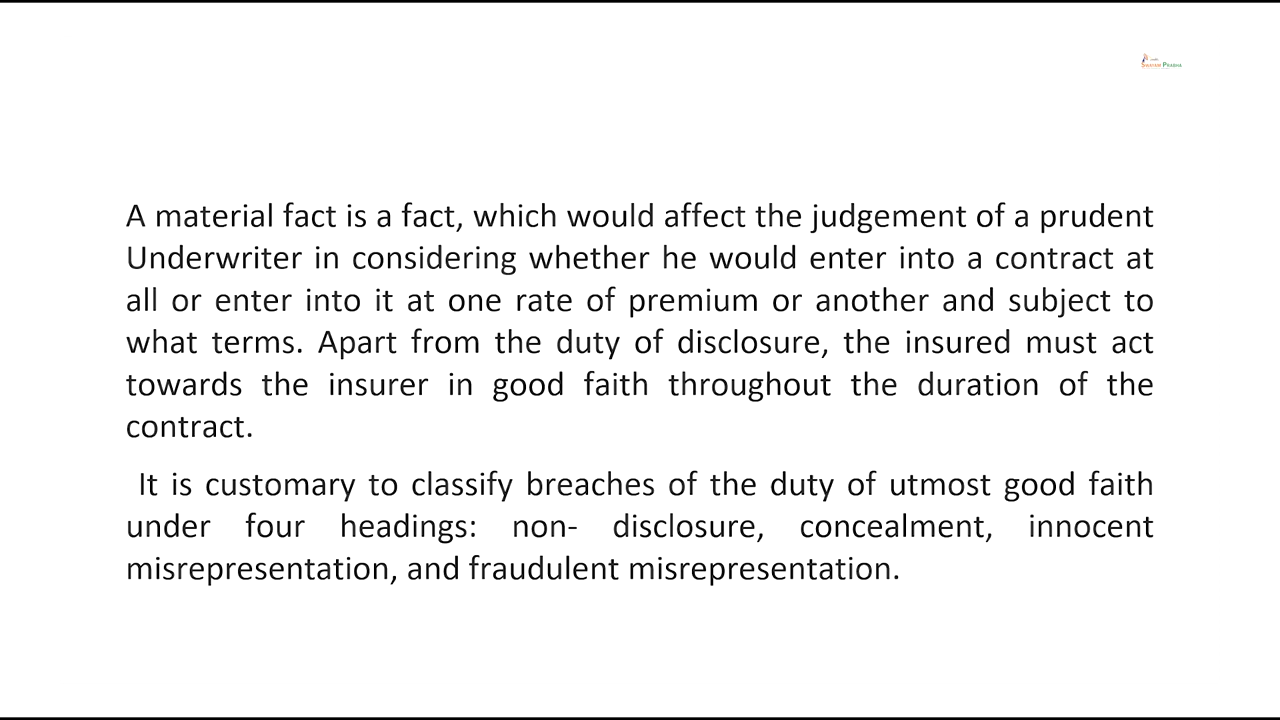 SWAYAM PRABHA
A material fact is a fact, which would affect the judgement of a prudent
Underwriter in considering whether he would enter into a contract at
all or enter into it at one rate of premium or another and subject to
what terms. Apart from the duty of disclosure, the insured must act
towards the insurer in good faith throughout the duration of the
contract.
It is customary to classify breaches of the duty of utmost good faith
under four headings: non- disclosure, concealment, innocent
misrepresentation, and fraudulent misrepresentation.